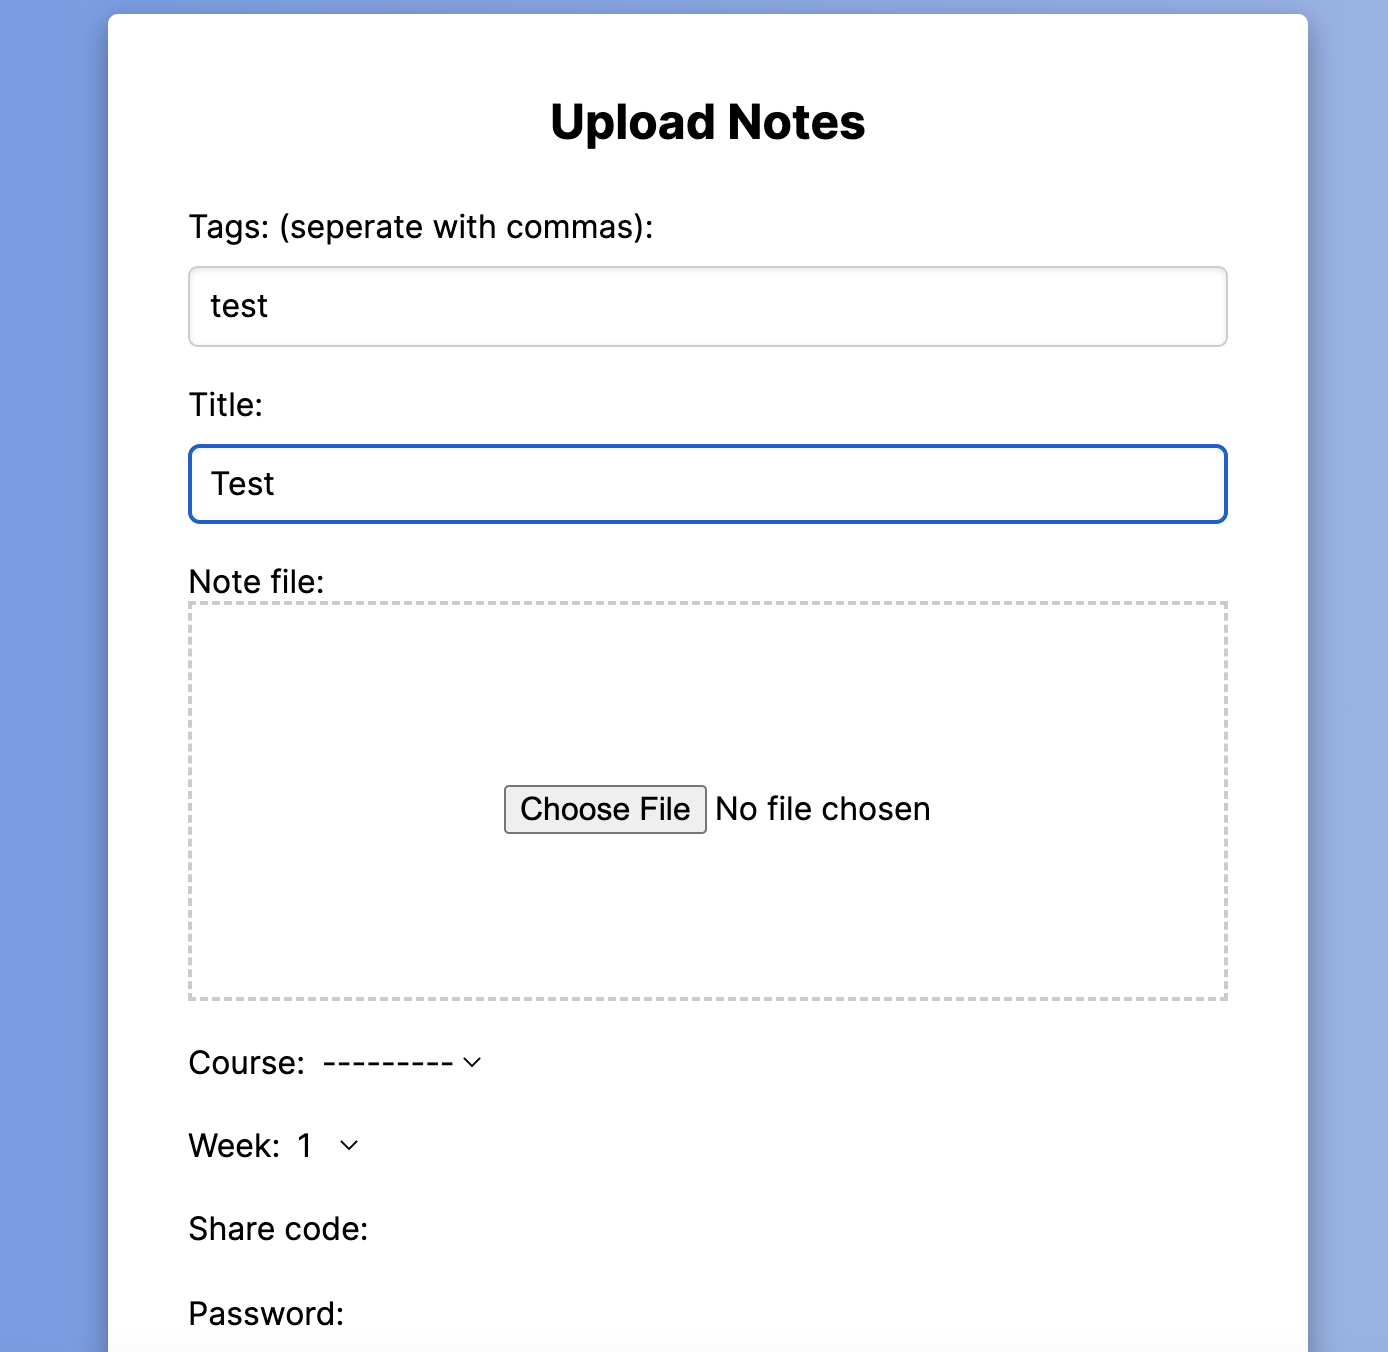 Upload Notes
Tags: (seperate with commas):
test
Title:
Test
Note file:
Choose File No file chosen
Course: ---------
Week: 1
Share code:
Password: